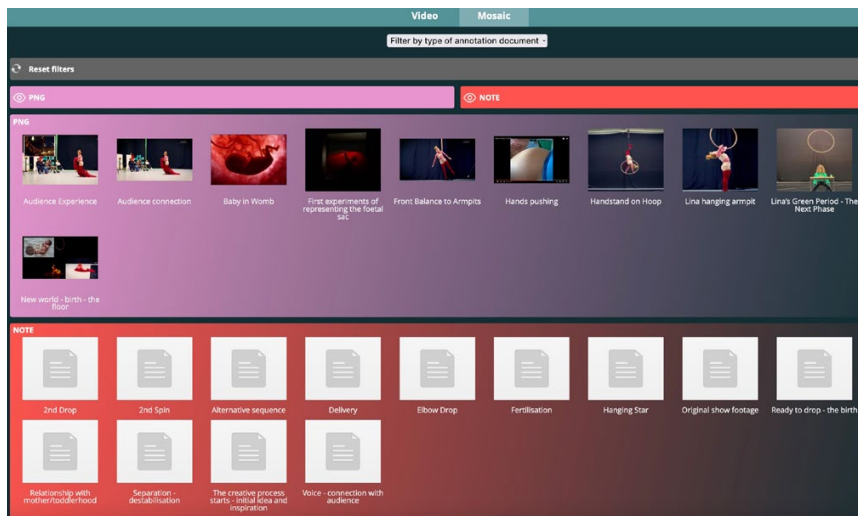 Video
Mosaic
Filter by type of annotation document
Reset filters
PNG
NOTE
PNG
Audience Experience
Audience connection
Baby in Womb
First experiments of
representing the foetal
sac
Front Balance to Armpits
Hands pushing
Handstand on Hoop
Lina hanging armpit
Lina's Green Period - The
Next Phase
New world - birth - the
floor
NOTE
2nd Drop
2nd Spin
Alternative sequence
Delivery
Elbow Drop
Fertilisation
Hanging Star
Original show footage
Ready to drop - the birth
Relationship with
mother/toddlerhood
Separation -
destabilisation
The creative process
starts - initial idea and
inspiration
Voice - connection with
audience